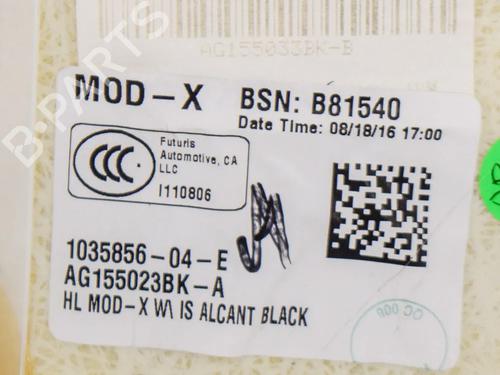 B-PARTS
AG155033BK-B
MOD-X BSN: B81540
Date Time: 08/18/16 17:00
CCC
Futuris
Automotive, CA
LLC
I110806
1035856-04-E
AG155023BK-A
HL MOD-X W\ IS ALCANT BLACK